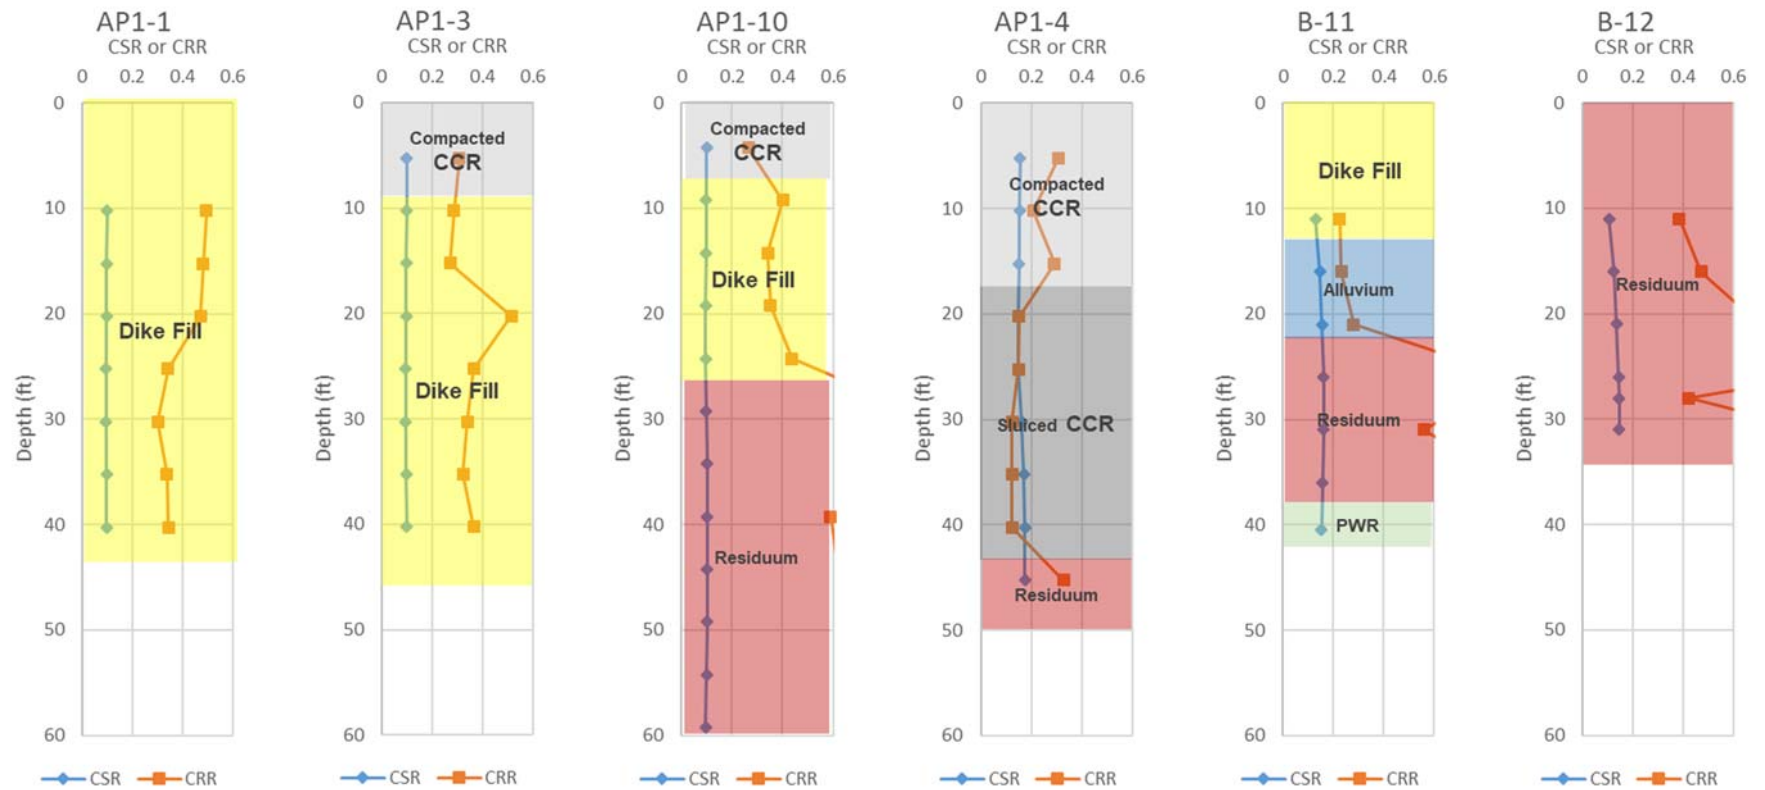 AP1-1
CSR or CRR
0 0.2 0.4 0.6
0
10
20
30
40
50
60
Depth (ft)
Dike Fill
CSR CRR
AP1-3
CSR or CRR
0 0.2 0.4 0.6
0
10
20
30
40
50
60
Depth (ft)
Compacted
CCR
Dike Fill
CSR CRR
AP1-10
CSR or CRR
0 0.2 0.4 0.6
0
10
20
30
40
50
60
Depth (ft)
Compacted
CCR
Dike Fill
Residuum
CSR CRR
AP1-4
CSR or CRR
0 0.2 0.4 0.6
0
10
20
30
40
50
60
Depth (ft)
Compacted
CCR
Sluiced CCR
Residuum
CSR CRR
B-11
CSR or CRR
0 0.2 0.4 0.6
0
10
20
30
40
50
60
Depth (ft)
Dike Fill
Alluvium
Residuum
PWR
CSR CRR
B-12
CSR or CRR
0 0.2 0.4 0.6
0
10
20
30
40
50
60
Depth (ft)
Residuum
CSR CRR